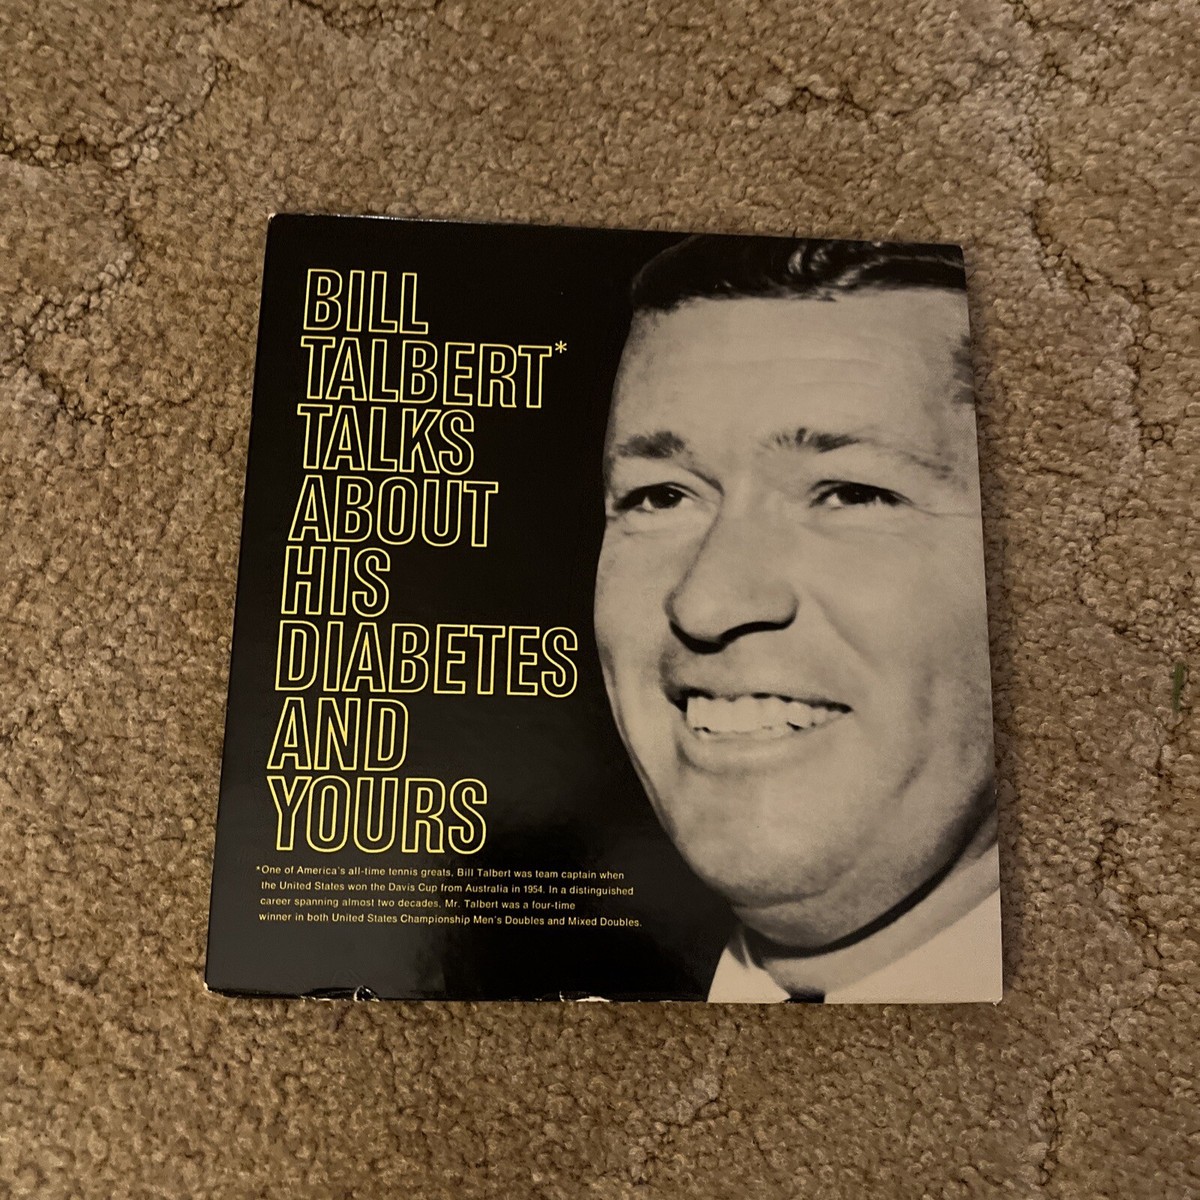 BILL
TALBERT*
TALKS
ABOUT
HIS
DIABETES
AND
YOURS
*One of America's all-time tennis greats, Bill Talbert was team captain when
the United States won the Davis Cup from Australia in 1954. In a distinguished
career spanning almost two decades, Mr. Talbert was a four-time
winner in both United States Championship Men's Doubles and Mixed Doubles.